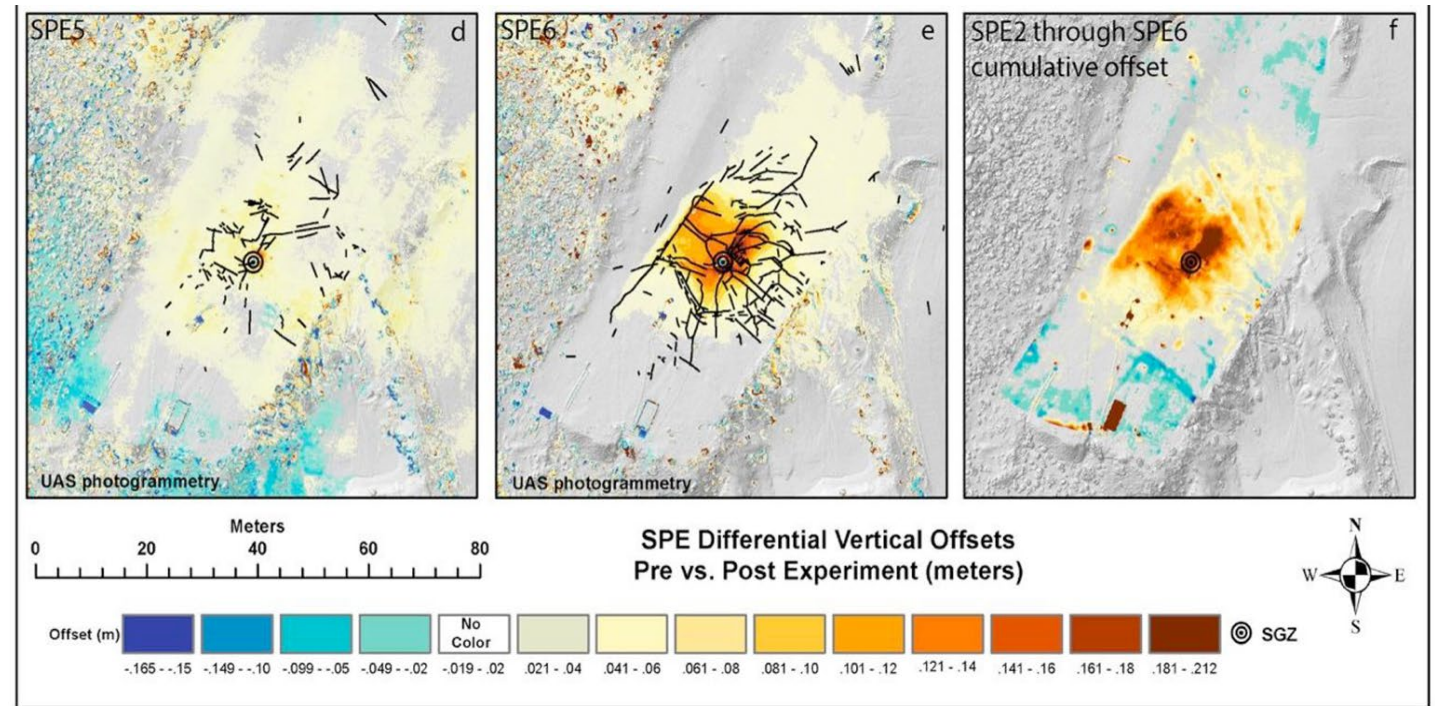 SPE5
d
SPE6
e
SPE2 through SPE6
cumulative offset
f
UAS photogrammetry
UAS photogrammetry
Meters
0 20 40 60 80
SPE Differential Vertical Offsets
Pre vs. Post Experiment (meters)
N
W E
S
Offset (m)
No
Color
SGZ
-.165 - -.15 -.149 - -.10 -.099 - -.05 -.049 - -.02 -.019 - .02 .021 - .04 .041 - .06 .061 - .08 .081 - .10 .101 - .12 .121 - .14 .141 - .16 .161 - .18 .181 - .212